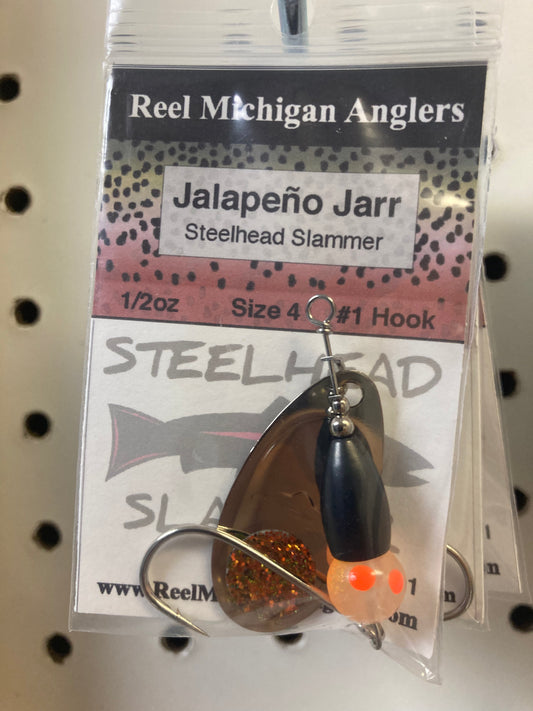 Reel Michigan Anglers
Jalapeño Jarr
Steelhead Slammer
1/2oz Size 4 #1 Hook
STEELHEAD